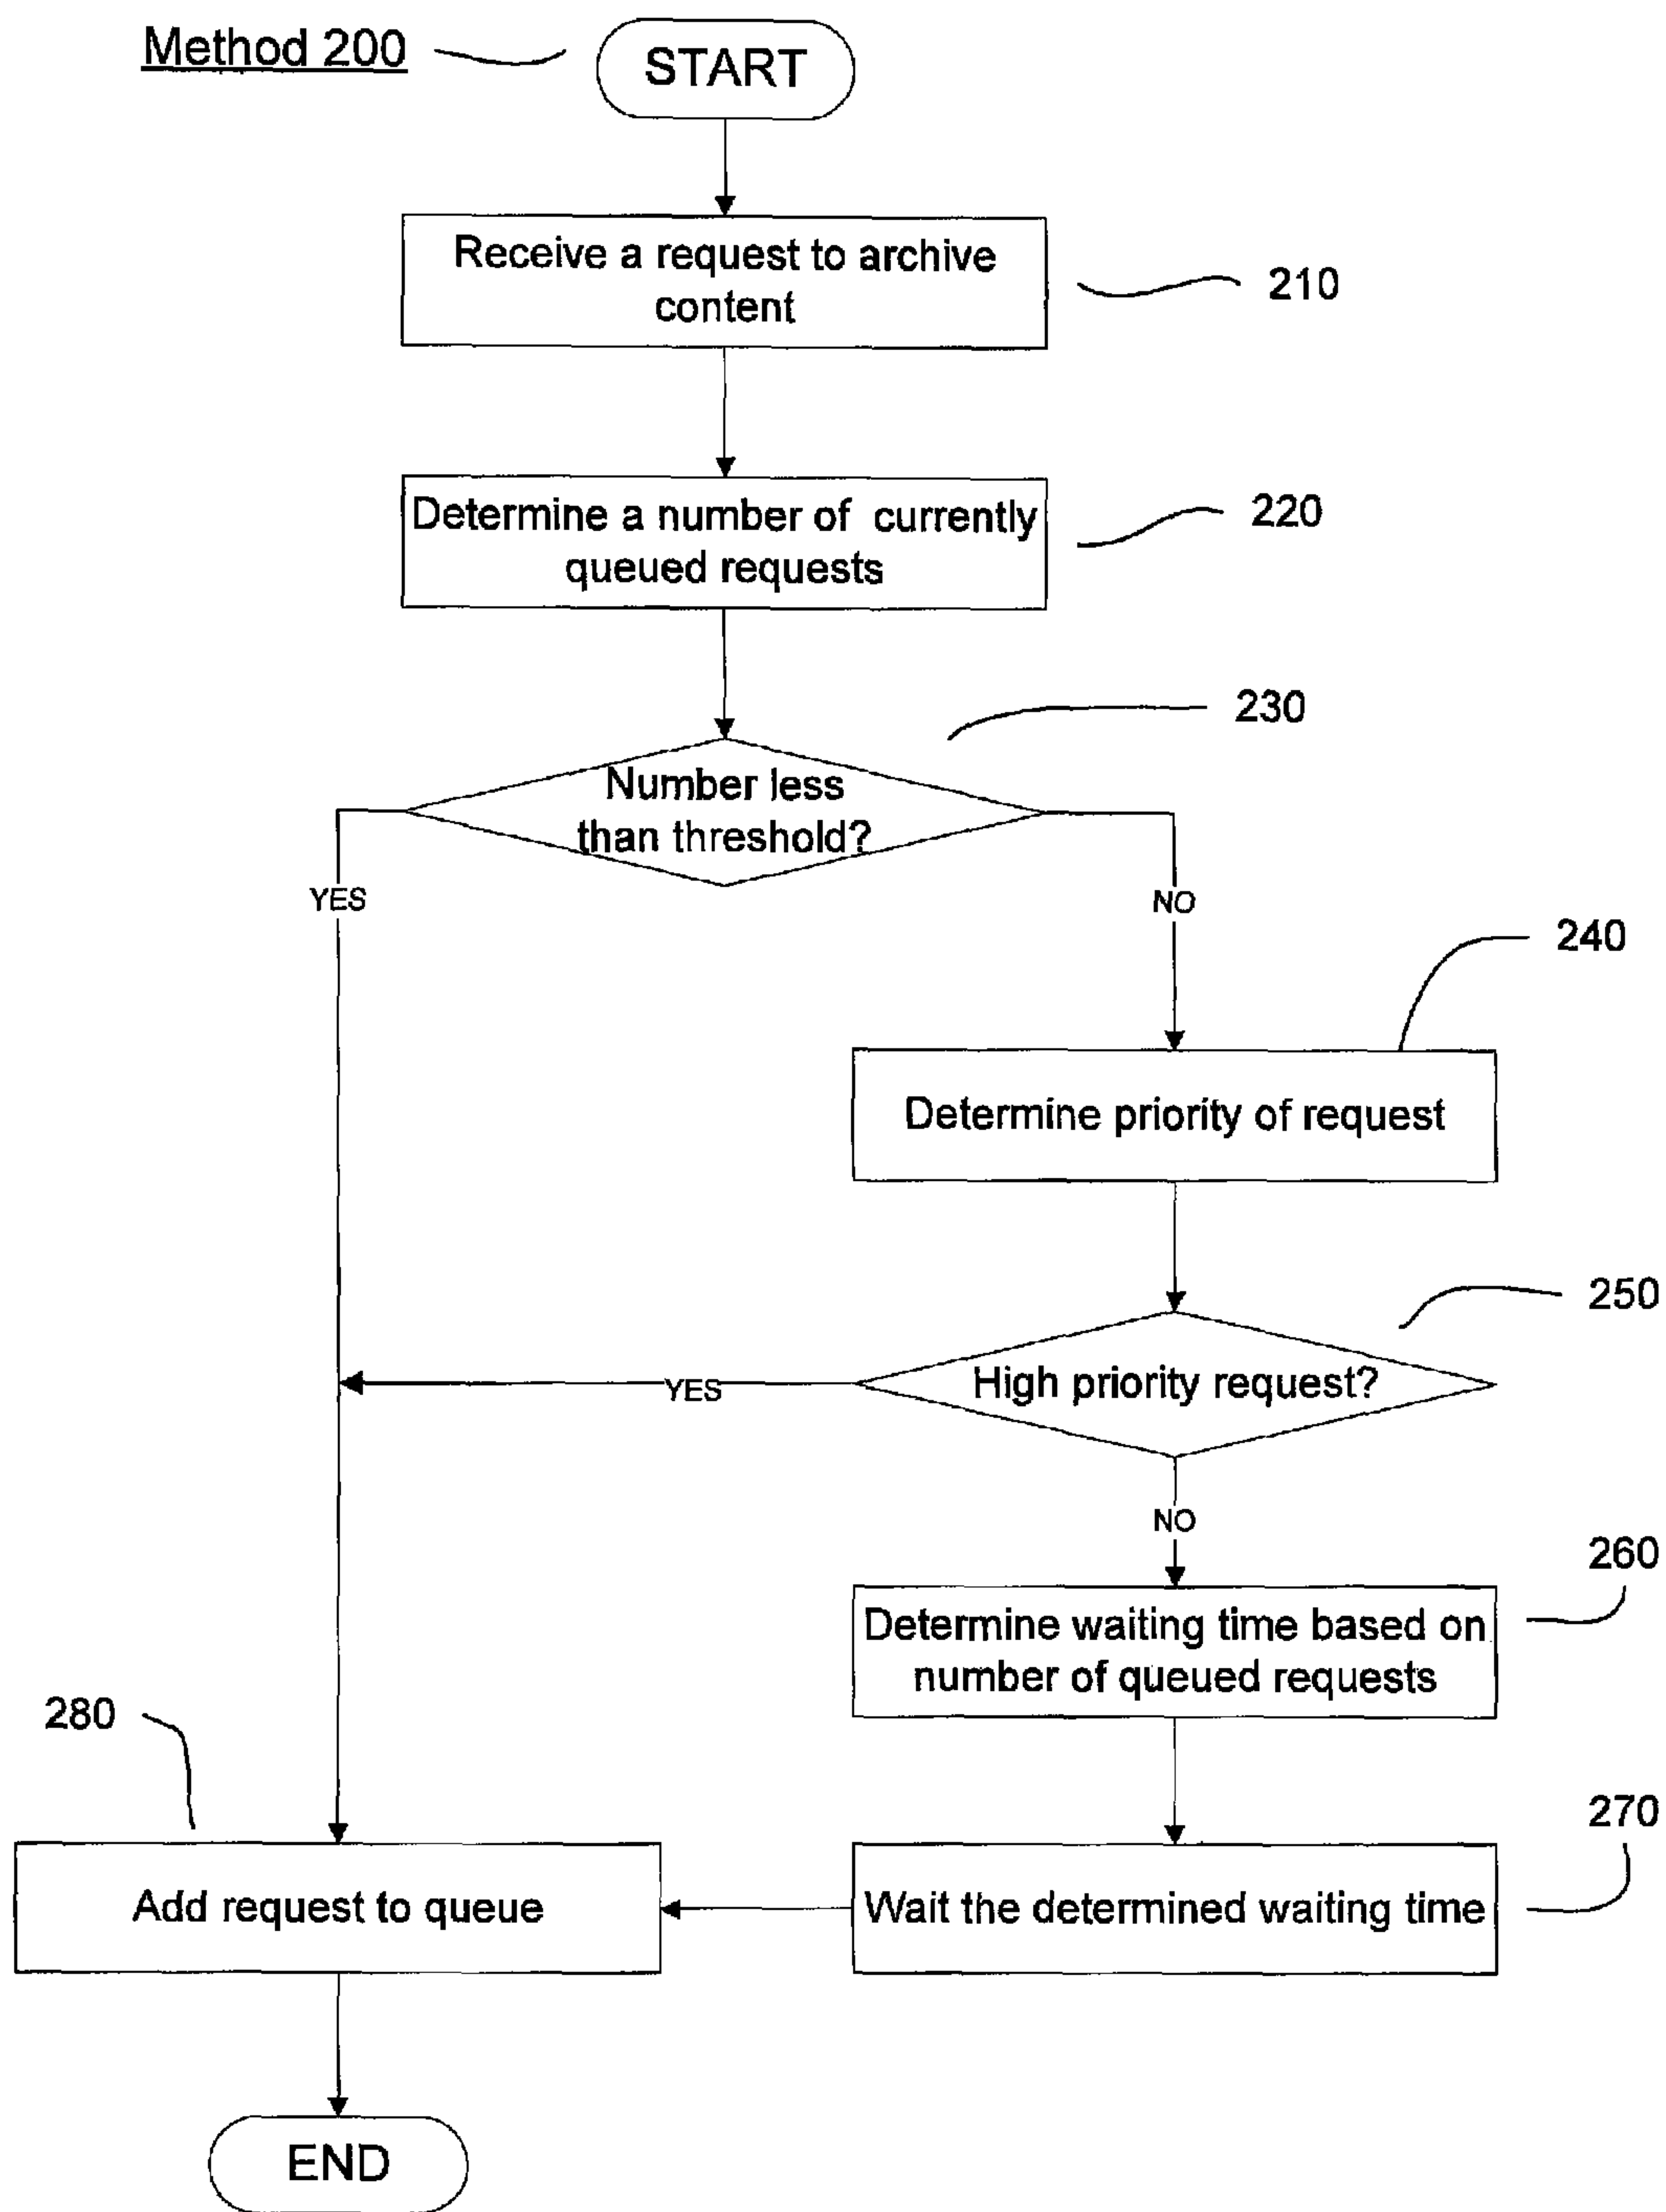 Method 200
START
Receive a request to archive
content
210
Determine a number of currently
queued requests
220
230
Number less
than threshold?
YES
NO
240
Determine priority of request
250
High priority request?
YES
NO
260
Determine waiting time based on
number of queued requests
280
270
Add request to queue
Wait the determined waiting time
END